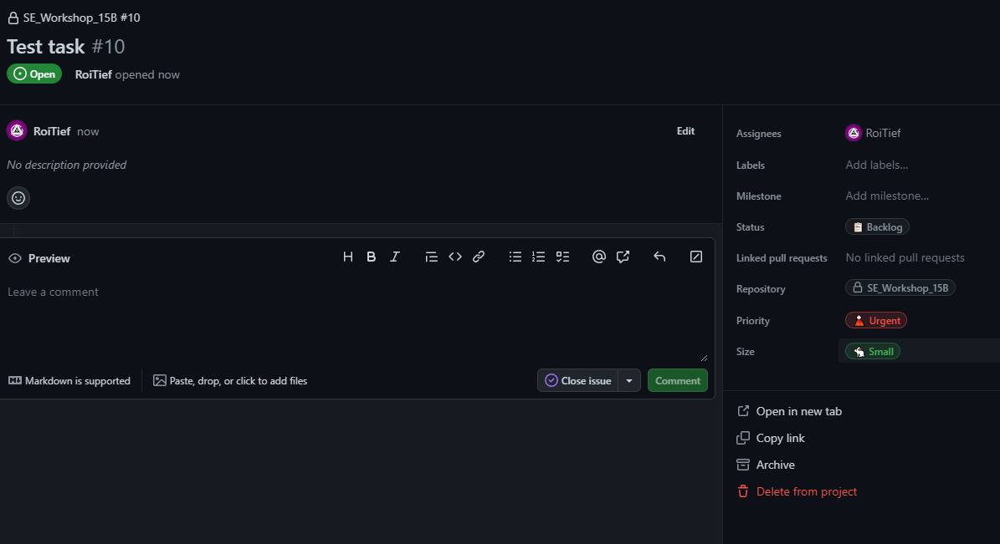 SE_Workshop_15B #10
Test task #10
Open RoiTief opened now
RoiTief now Edit
No description provided
Preview H B I
Leave a comment
Markdown is supported Paste, drop, or click to add files Close issue Comment
Assignees RoiTief
Labels Add labels...
Milestone Add milestone...
Status Backlog
Linked pull requests No linked pull requests
Repository SE_Workshop_15B
Priority Urgent
Size Small
Open in new tab
Copy link
Archive
Delete from project